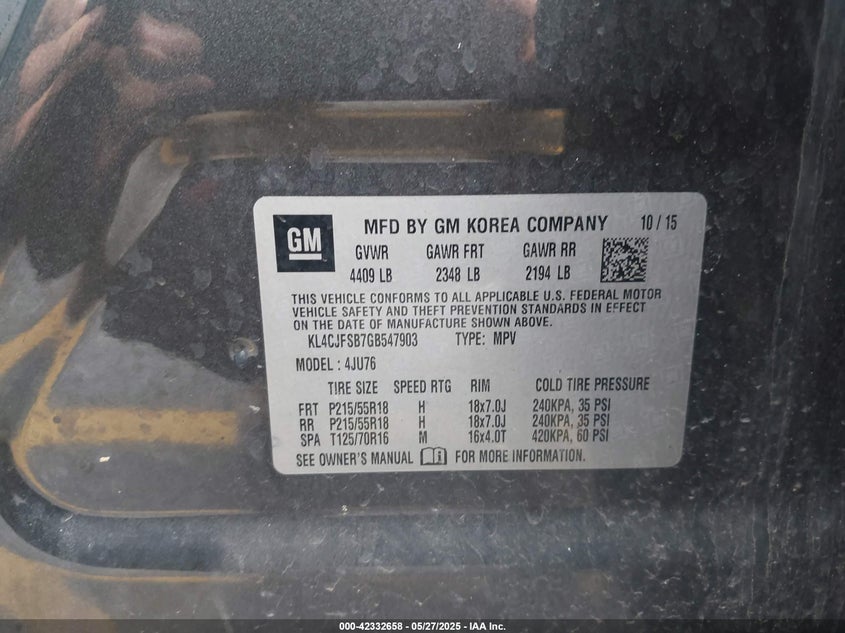 GM
MFD BY GM KOREA COMPANY 10 / 15
GVWR GAWR FRT GAWR RR
4409 LB 2348 LB 2194 LB
THIS VEHICLE CONFORMS TO ALL APPLICABLE U.S. FEDERAL MOTOR
VEHICLE SAFETY AND THEFT PREVENTION STANDARDS IN EFFECT
ON THE DATE OF MANUFACTURE SHOWN ABOVE.
KL4CJFSB7GB547903 TYPE: MPV
MODEL : 4JU76
TIRE SIZE SPEED RTG RIM COLD TIRE PRESSURE
FRT P215/55R18 H 18x7.0J 240KPA, 35 PSI
RR P215/55R18 H 18x7.0J 240KPA, 35 PSI
SPA T125/70R16 M 16x4.0T 420KPA, 60 PSI
SEE OWNER'S MANUAL FOR MORE INFORMATION.
000-42332658 - 05/27/2025 - IAA Inc.